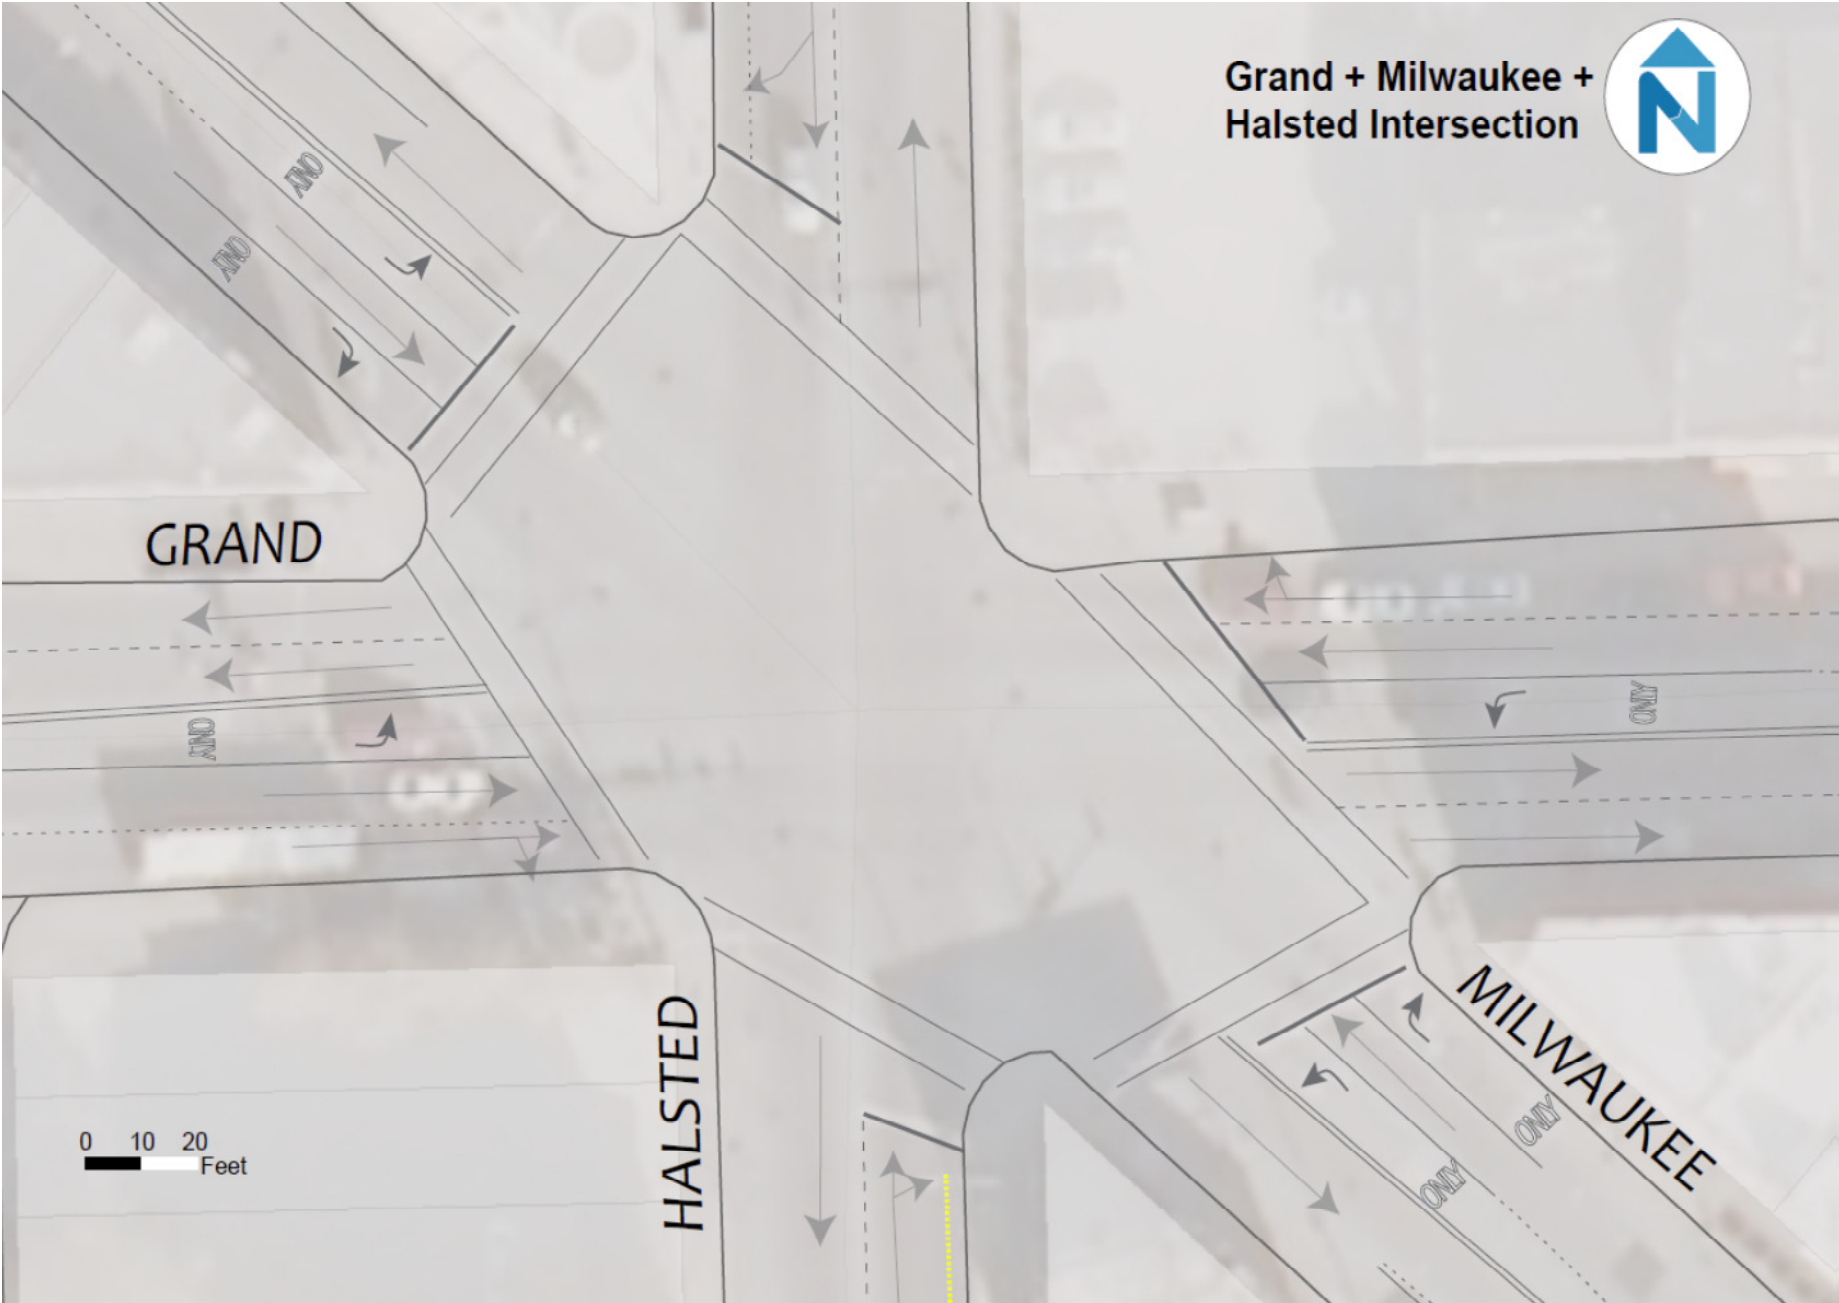 Grand + Milwaukee +
Halsted Intersection
N
ONLY
ONLY
GRAND
ONLY
ONLY
HALSTED
MILWAUKEE
ONLY
ONLY
0 10 20
Feet